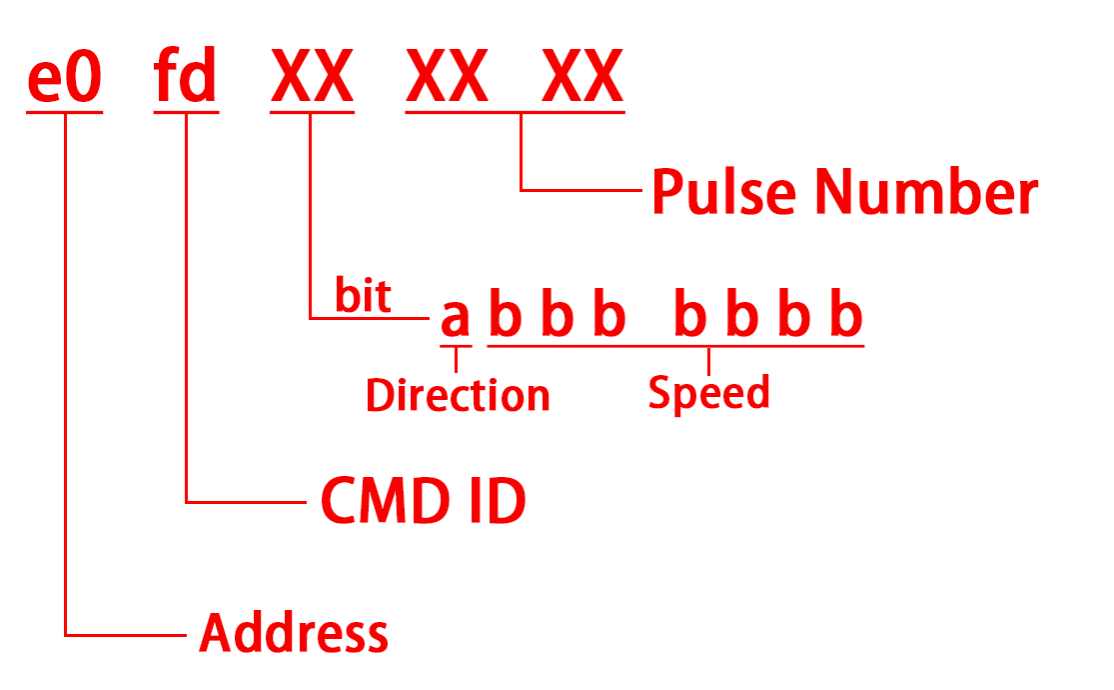 e0 fd XX XX XX
Pulse Number
bit
a b b b b b b b
Direction
Speed
CMD ID
Address